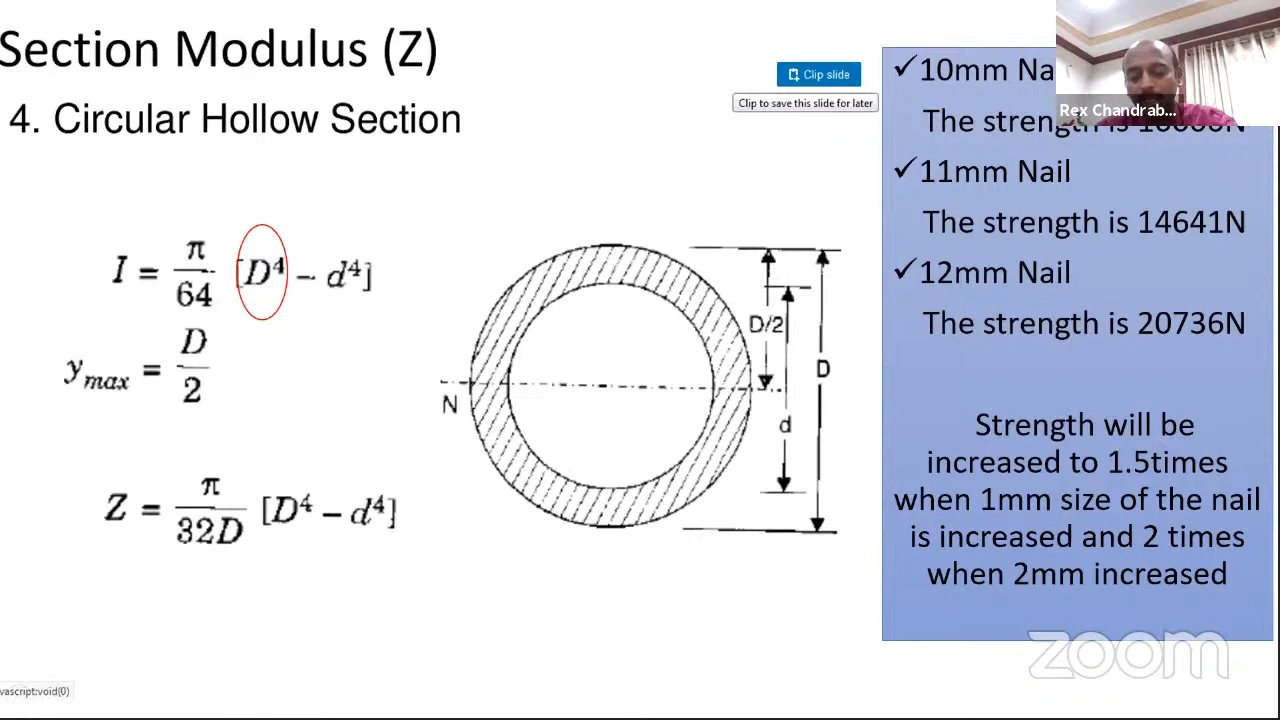 Section Modulus (Z)
4. Circular Hollow Section
Clip slide
Clip to save this slide for later
I = π/64 [D⁴ – d⁴]
y max = D/2
Z = π/32D [D⁴ – d⁴]
D/2
D
d
N
✓10mm
The strength is
✓11mm Nail
The strength is 14641N
✓12mm Nail
The strength is 20736N
Strength will be
increased to 1.5times
when 1mm size of the nail
is increased and 2 times
when 2mm increased
Rex Chandrab...
zoom
vascript:void(0)